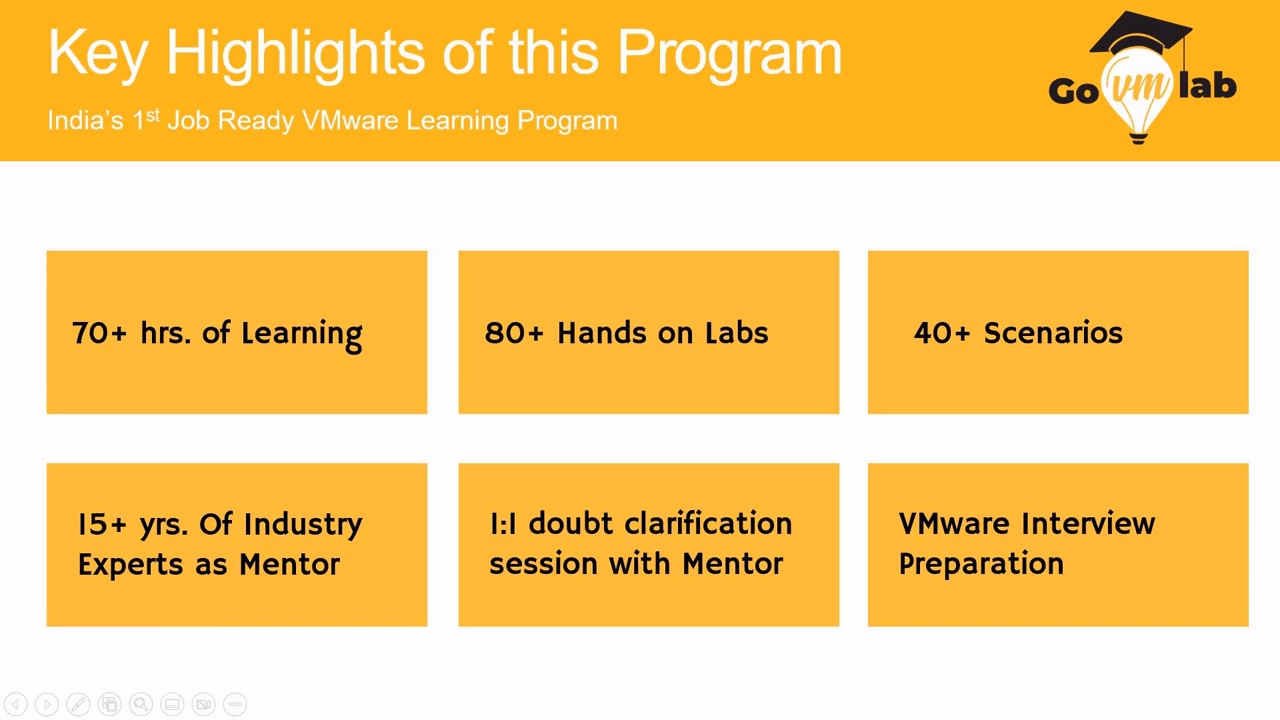 Key Highlights of this Program
India's 1st Job Ready VMware Learning Program
Go vm lab
70+ hrs. of Learning
80+ Hands on Labs
40+ Scenarios
15+ yrs. Of Industry
Experts as Mentor
1:1 doubt clarification
session with Mentor
VMware Interview
Preparation